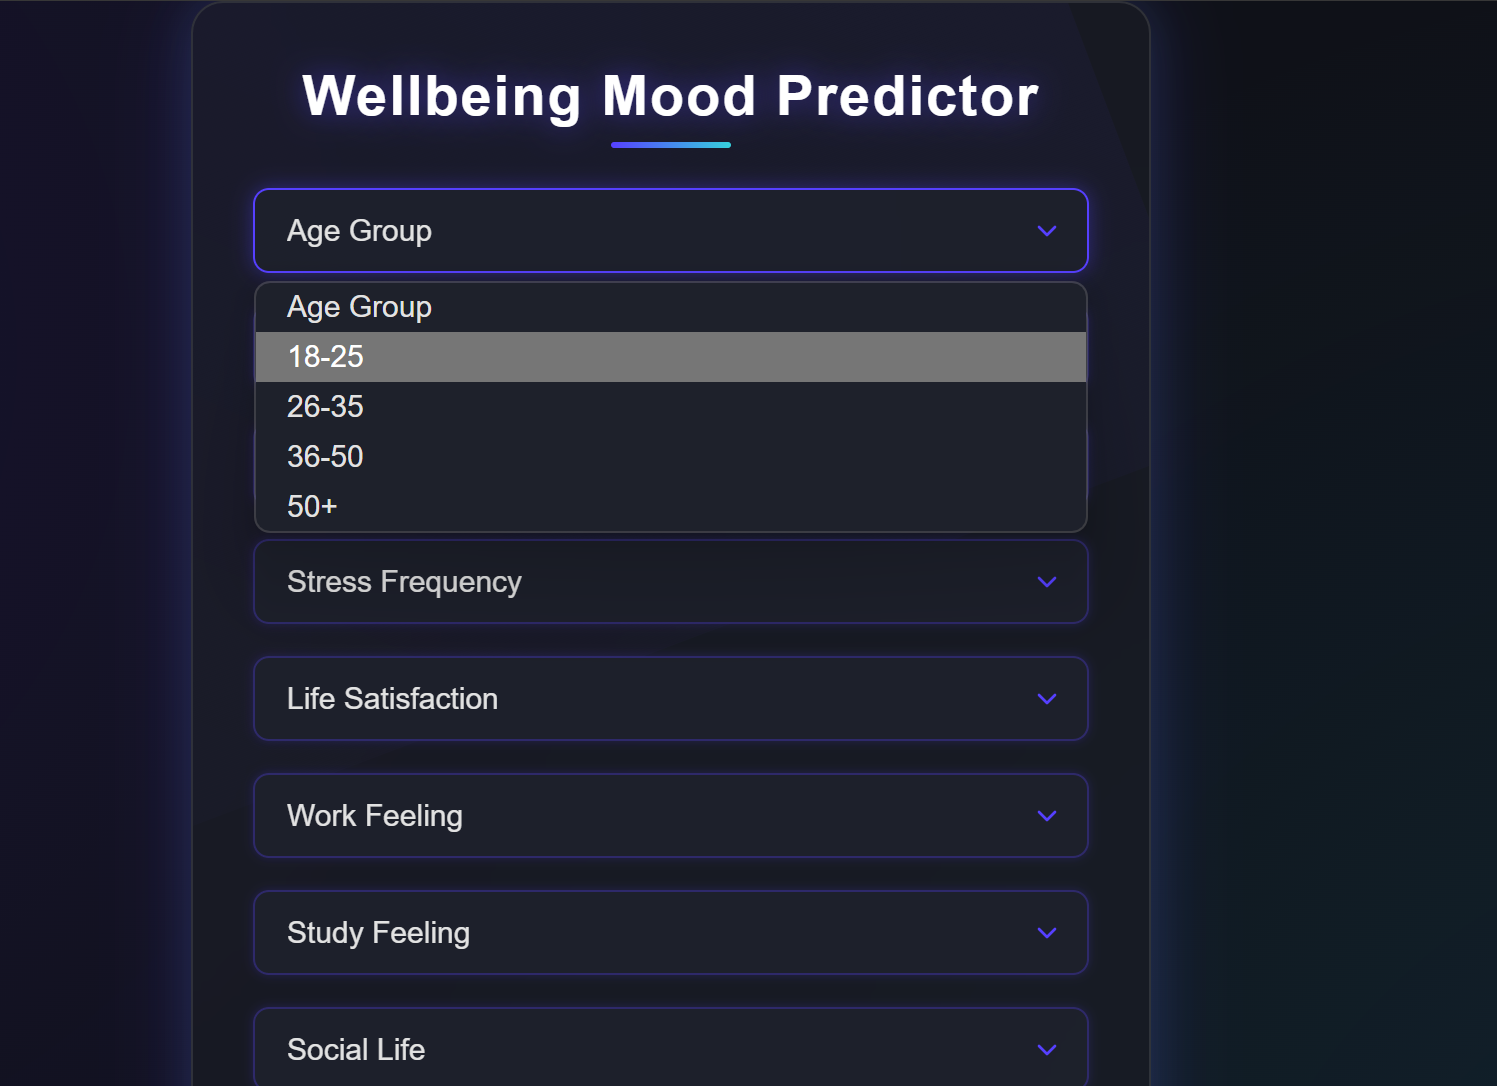 Wellbeing Mood Predictor
Age Group
Age Group
18-25
26-35
36-50
50+
Stress Frequency
Life Satisfaction
Work Feeling
Study Feeling
Social Life